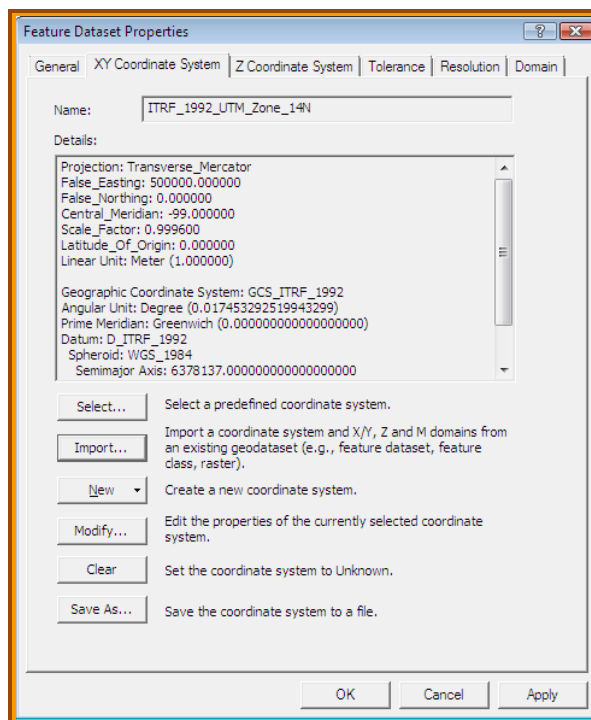 Feature Dataset Properties
General XY Coordinate System Z Coordinate System Tolerance Resolution Domain
Name: ITRF_1992_UTM_Zone_14N
Details:
Projection: Transverse_Mercator
False_Easting: 500000.000000
False_Northing: 0.000000
Central_Meridian: -99.000000
Scale_Factor: 0.999600
Latitude_Of_Origin: 0.000000
Linear Unit: Meter (1.000000)
Geographic Coordinate System: GCS_ITRF_1992
Angular Unit: Degree (0.017453292519943299)
Prime Meridian: Greenwich (0.000000000000000000)
Datum: D_ITRF_1992
Spheroid: WGS_1984
Semimajor Axis: 6378137.000000000000000000
Select... Select a predefined coordinate system.
Import... Import a coordinate system and X/Y, Z and M domains from
an existing geodataset (e.g., feature dataset, feature
class, raster).
New Create a new coordinate system.
Modify... Edit the properties of the currently selected coordinate
system.
Clear Set the coordinate system to Unknown.
Save As... Save the coordinate system to a file.
OK Cancel Apply